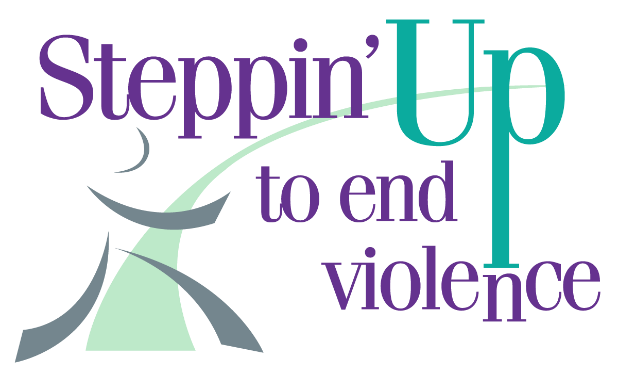 Steppin' Up
to end
violence